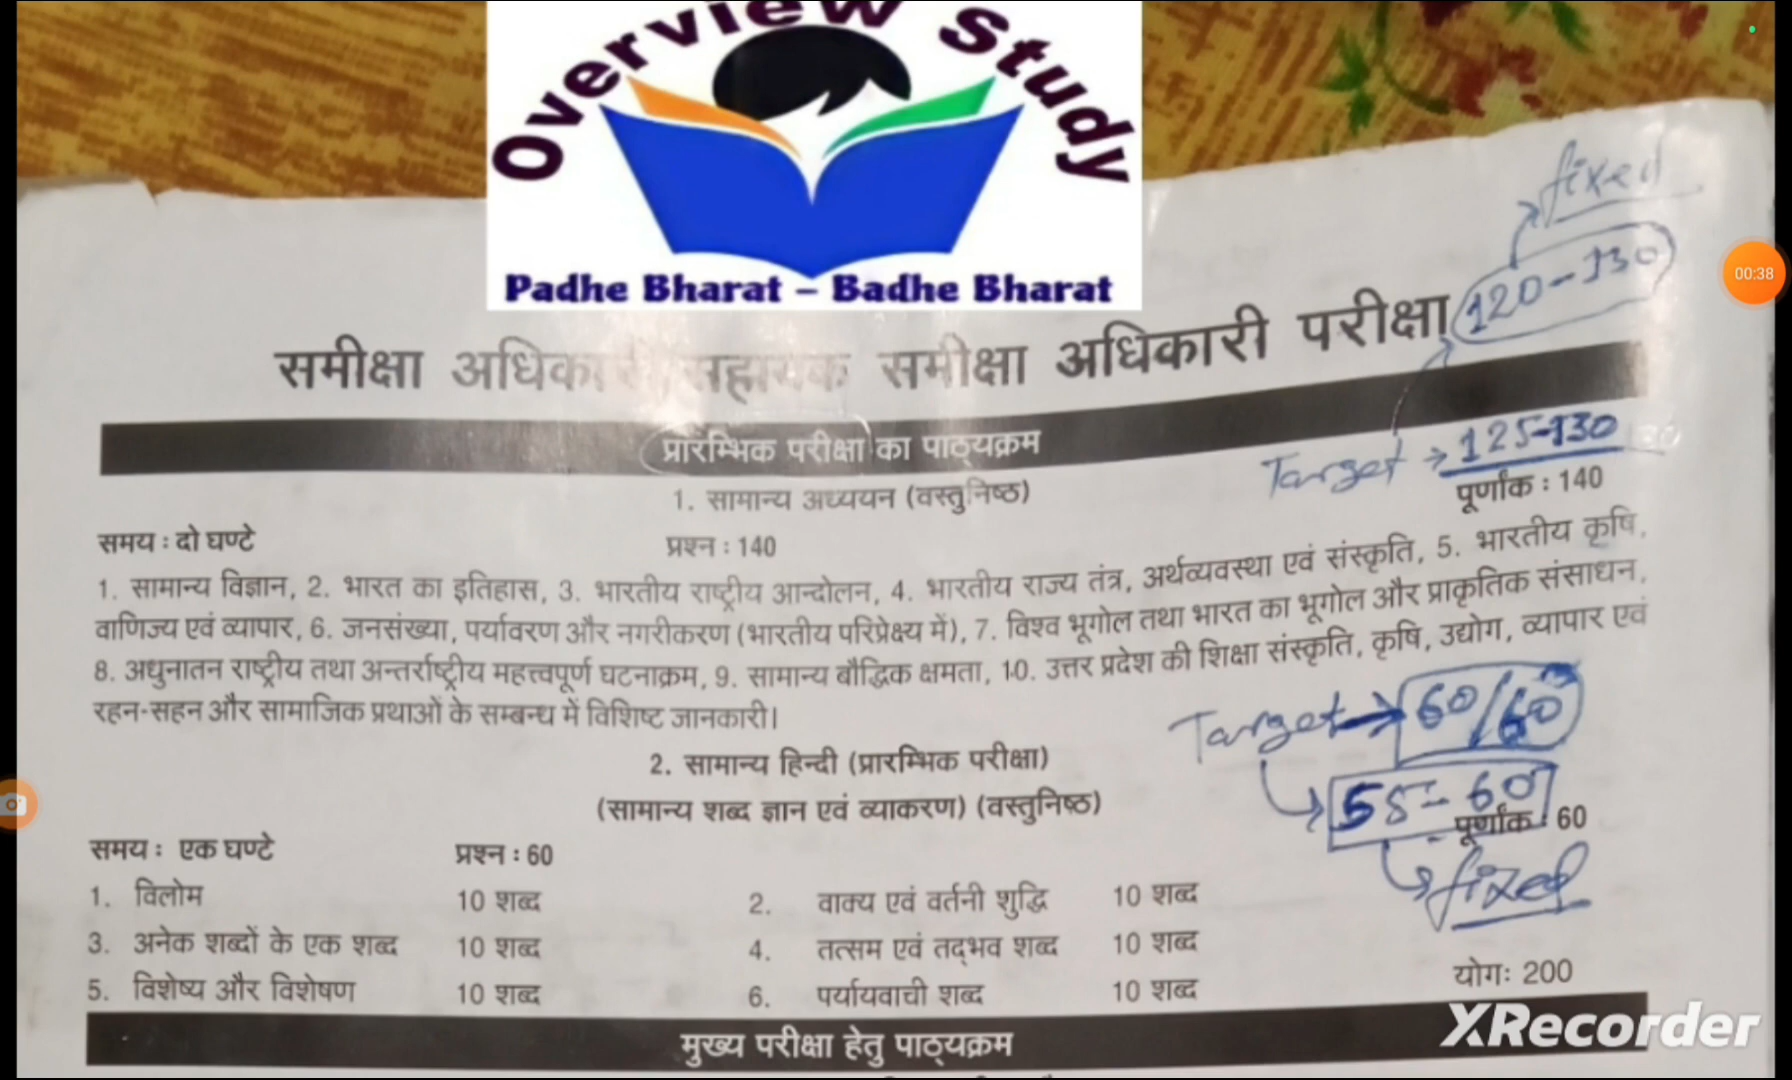 Overview Study
Padhe Bharat – Badhe Bharat
fixed
120-130
00:38
समीक्षा अधिकारी सहायक समीक्षा अधिकारी परीक्षा
प्रारम्भिक परीक्षा का पाठ्यक्रम
Target → 125-130
1. सामान्य अध्ययन (वस्तुनिष्ठ)
पूर्णांक : 140
समय : दो घण्टे
प्रश्न : 140
1. सामान्य विज्ञान, 2. भारत का इतिहास, 3. भारतीय राष्ट्रीय आन्दोलन, 4. भारतीय राज्य तंत्र, अर्थव्यवस्था एवं संस्कृति, 5. भारतीय कृषि,
वाणिज्य एवं व्यापार, 6. जनसंख्या, पर्यावरण और नगरीकरण (भारतीय परिप्रेक्ष्य में), 7. विश्व भूगोल तथा भारत का भूगोल और प्राकृतिक संसाधन,
8. अधुनातन राष्ट्रीय तथा अन्तर्राष्ट्रीय महत्त्वपूर्ण घटनाक्रम, 9. सामान्य बौद्धिक क्षमता, 10. उत्तर प्रदेश की शिक्षा संस्कृति, कृषि, उद्योग, व्यापार एवं
रहन-सहन और सामाजिक प्रथाओं के सम्बन्ध में विशिष्ट जानकारी।
Target → 60/60
2. सामान्य हिन्दी (प्रारम्भिक परीक्षा)
(सामान्य शब्द ज्ञान एवं व्याकरण) (वस्तुनिष्ठ)
55-60
पूर्णांक : 60
fixed
समय : एक घण्टे
प्रश्न : 60
1. विलोम 10 शब्द 2. वाक्य एवं वर्तनी शुद्धि 10 शब्द
3. अनेक शब्दों के एक शब्द 10 शब्द 4. तत्सम एवं तद्भव शब्द 10 शब्द
5. विशेष्य और विशेषण 10 शब्द 6. पर्यायवाची शब्द 10 शब्द
योगः 200
मुख्य परीक्षा हेतु पाठ्यक्रम
XRecorder